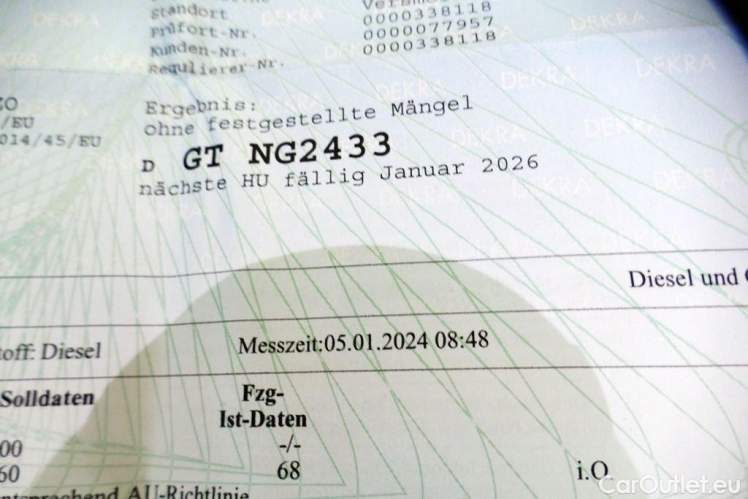 Standort
Prüfort-Nr. 0000338118
Kunden-Nr. 0000077957
Regulierer-Nr. 0000338118
ZO
/EU
014/45/EU
Ergebnis:
ohne festgestellte Mängel
D GT NG2433
nächste HU fällig Januar 2026
Diesel und
toff: Diesel Messzeit:05.01.2024 08:48
Solldaten Fzg-
Ist-Daten
00 -/-
60 68 i.O
entsprechend AU-Richtlinie
DEKRA
CarOutlet.eu